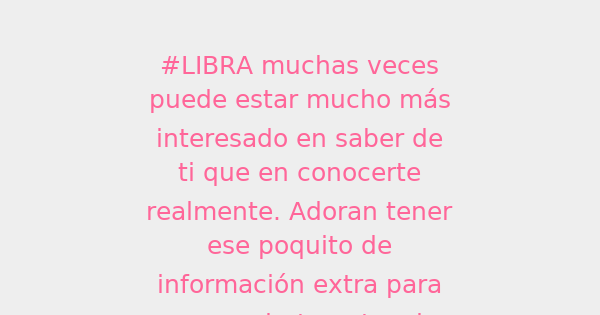 #LIBRA muchas veces
puede estar mucho más
interesado en saber de
ti que en conocerte
realmente. Adoran tener
ese poquito de
información extra para